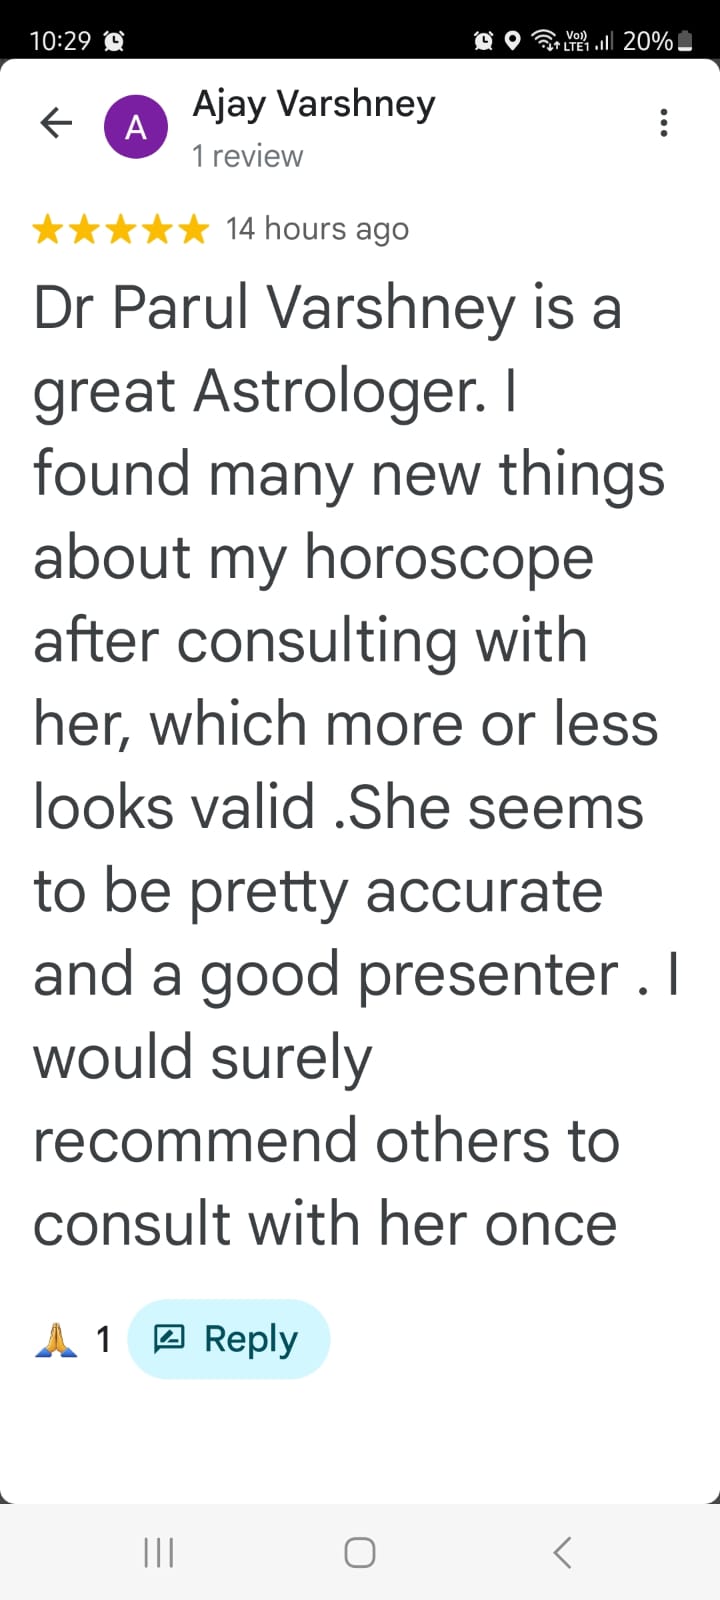 10:29
Vo)) LTE1 20%
A
Ajay Varshney
1 review
14 hours ago
Dr Parul Varshney is a
great Astrologer. I
found many new things
about my horoscope
after consulting with
her, which more or less
looks valid .She seems
to be pretty accurate
and a good presenter . I
would surely
recommend others to
consult with her once
🙏 1 Reply